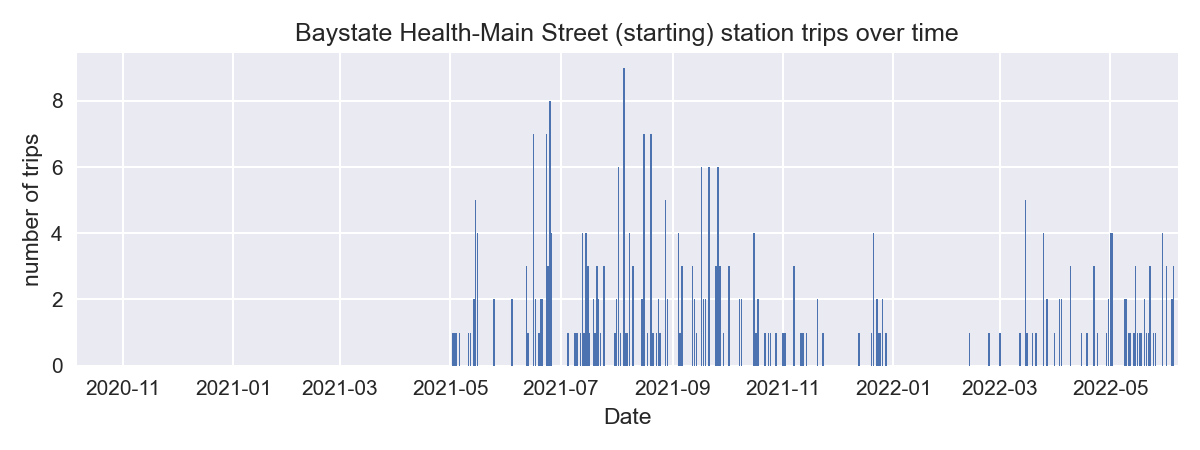 Baystate Health-Main Street (starting) station trips over time
number of trips
8
6
4
2
0
2020-11 2021-01 2021-03 2021-05 2021-07 2021-09 2021-11 2022-01 2022-03 2022-05
Date